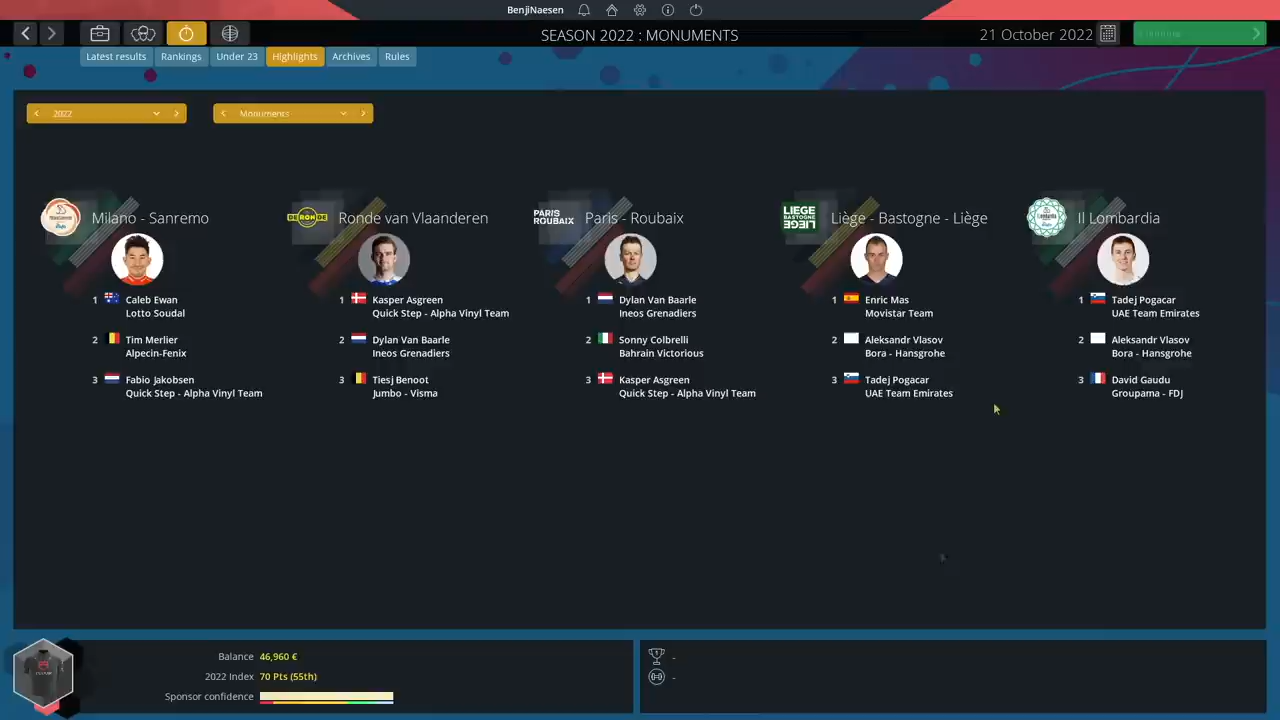 BenjiNaesen
SEASON 2022 : MONUMENTS
21 October 2022
Latest results
Rankings
Under 23
Highlights
Archives
Rules
2022
Monuments
Milano - Sanremo
1 Caleb Ewan
Lotto Soudal
2 Tim Merlier
Alpecin-Fenix
3 Fabio Jakobsen
Quick Step - Alpha Vinyl Team
DE RONDE
Ronde van Vlaanderen
1 Kasper Asgreen
Quick Step - Alpha Vinyl Team
2 Dylan Van Baarle
Ineos Grenadiers
3 Tiesj Benoot
Jumbo - Visma
PARIS
ROUBAIX
Paris - Roubaix
1 Dylan Van Baarle
Ineos Grenadiers
2 Sonny Colbrelli
Bahrain Victorious
3 Kasper Asgreen
Quick Step - Alpha Vinyl Team
LIEGE
BASTOGNE
LIEGE
Liège - Bastogne - Liège
1 Enric Mas
Movistar Team
2 Aleksandr Vlasov
Bora - Hansgrohe
3 Tadej Pogacar
UAE Team Emirates
Il Lombardia
1 Tadej Pogacar
UAE Team Emirates
2 Aleksandr Vlasov
Bora - Hansgrohe
3 David Gaudu
Groupama - FDJ
Balance 46,960 €
2022 Index 70 Pts (55th)
Sponsor confidence
-
-